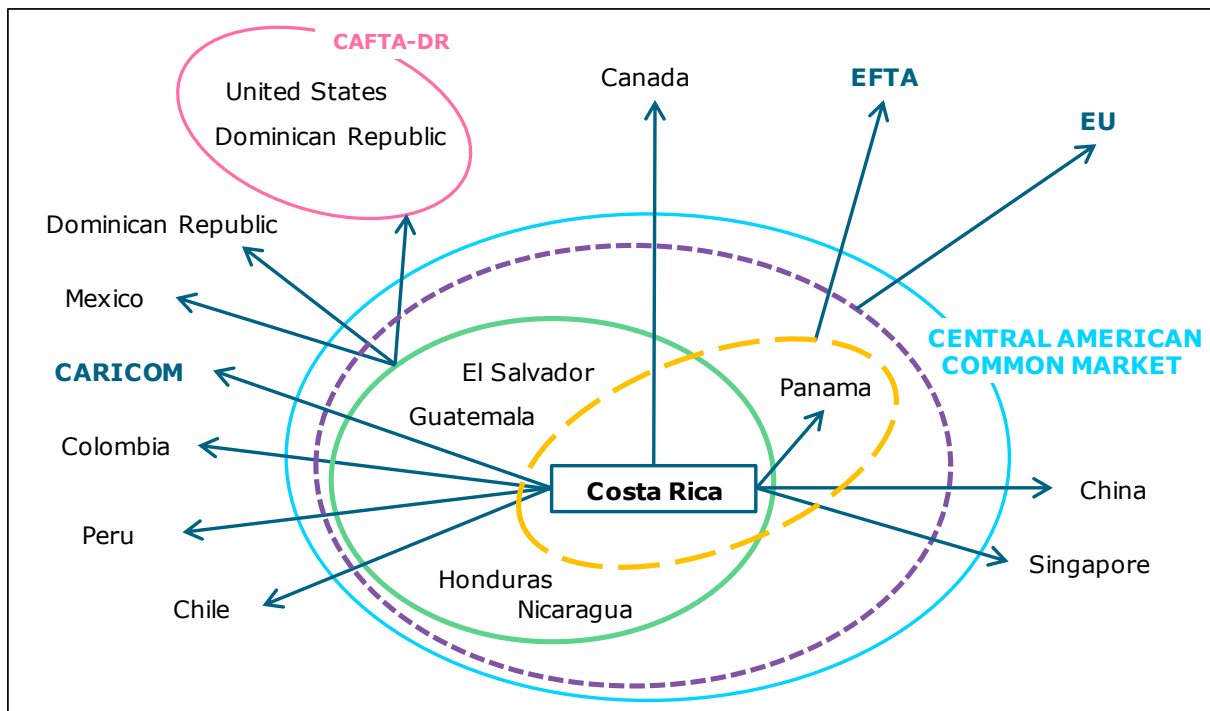 CAFTA-DR
United States
Dominican Republic
Canada
EFTA
EU
Dominican Republic
Mexico
CARICOM
Colombia
Peru
Chile
El Salvador
Guatemala
Costa Rica
Honduras
Nicaragua
Panama
CENTRAL AMERICAN
COMMON MARKET
China
Singapore